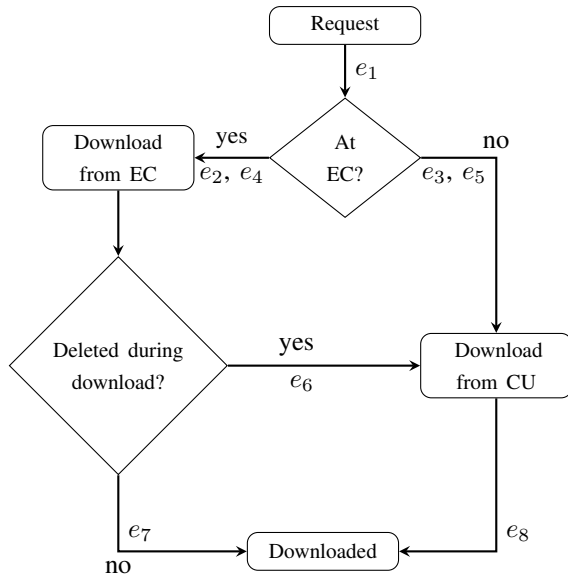 Request
e₁
yes
At
EC?
no
Download
from EC
e₂, e₄
e₃, e₅
Deleted during
download?
yes
e₆
Download
from CU
e₇
no
Downloaded
e₈